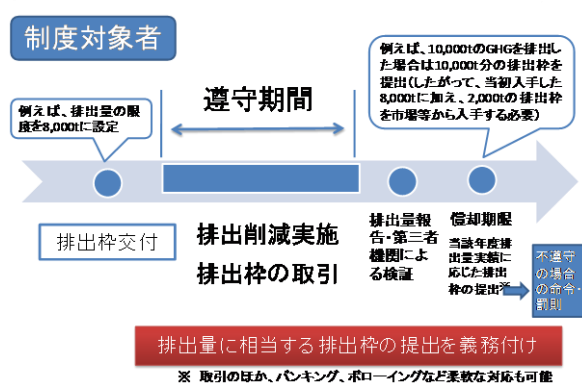 制度対象者
例えば、10,000tのGHGを排出し
た場合は10,000t分の排出枠を
提出(したがって、当初入手した
8,000tに加え、2,000tの排出枠
を市場等から入手する必要)
例えば、排出量の限
度を8,000tに設定
遵守期間
排出枠交付
排出削減実施
排出枠の取引
排出量報
告・第三者
機関によ
る検証
償却期限
当該年度排
出量実績に
応じた排出
枠の提出※
不遵守
の場合
の命令・
罰則
排出量に相当する排出枠の提出を義務付け
※ 取引のほか、バンキング、ボローイングなど柔軟な対応も可能